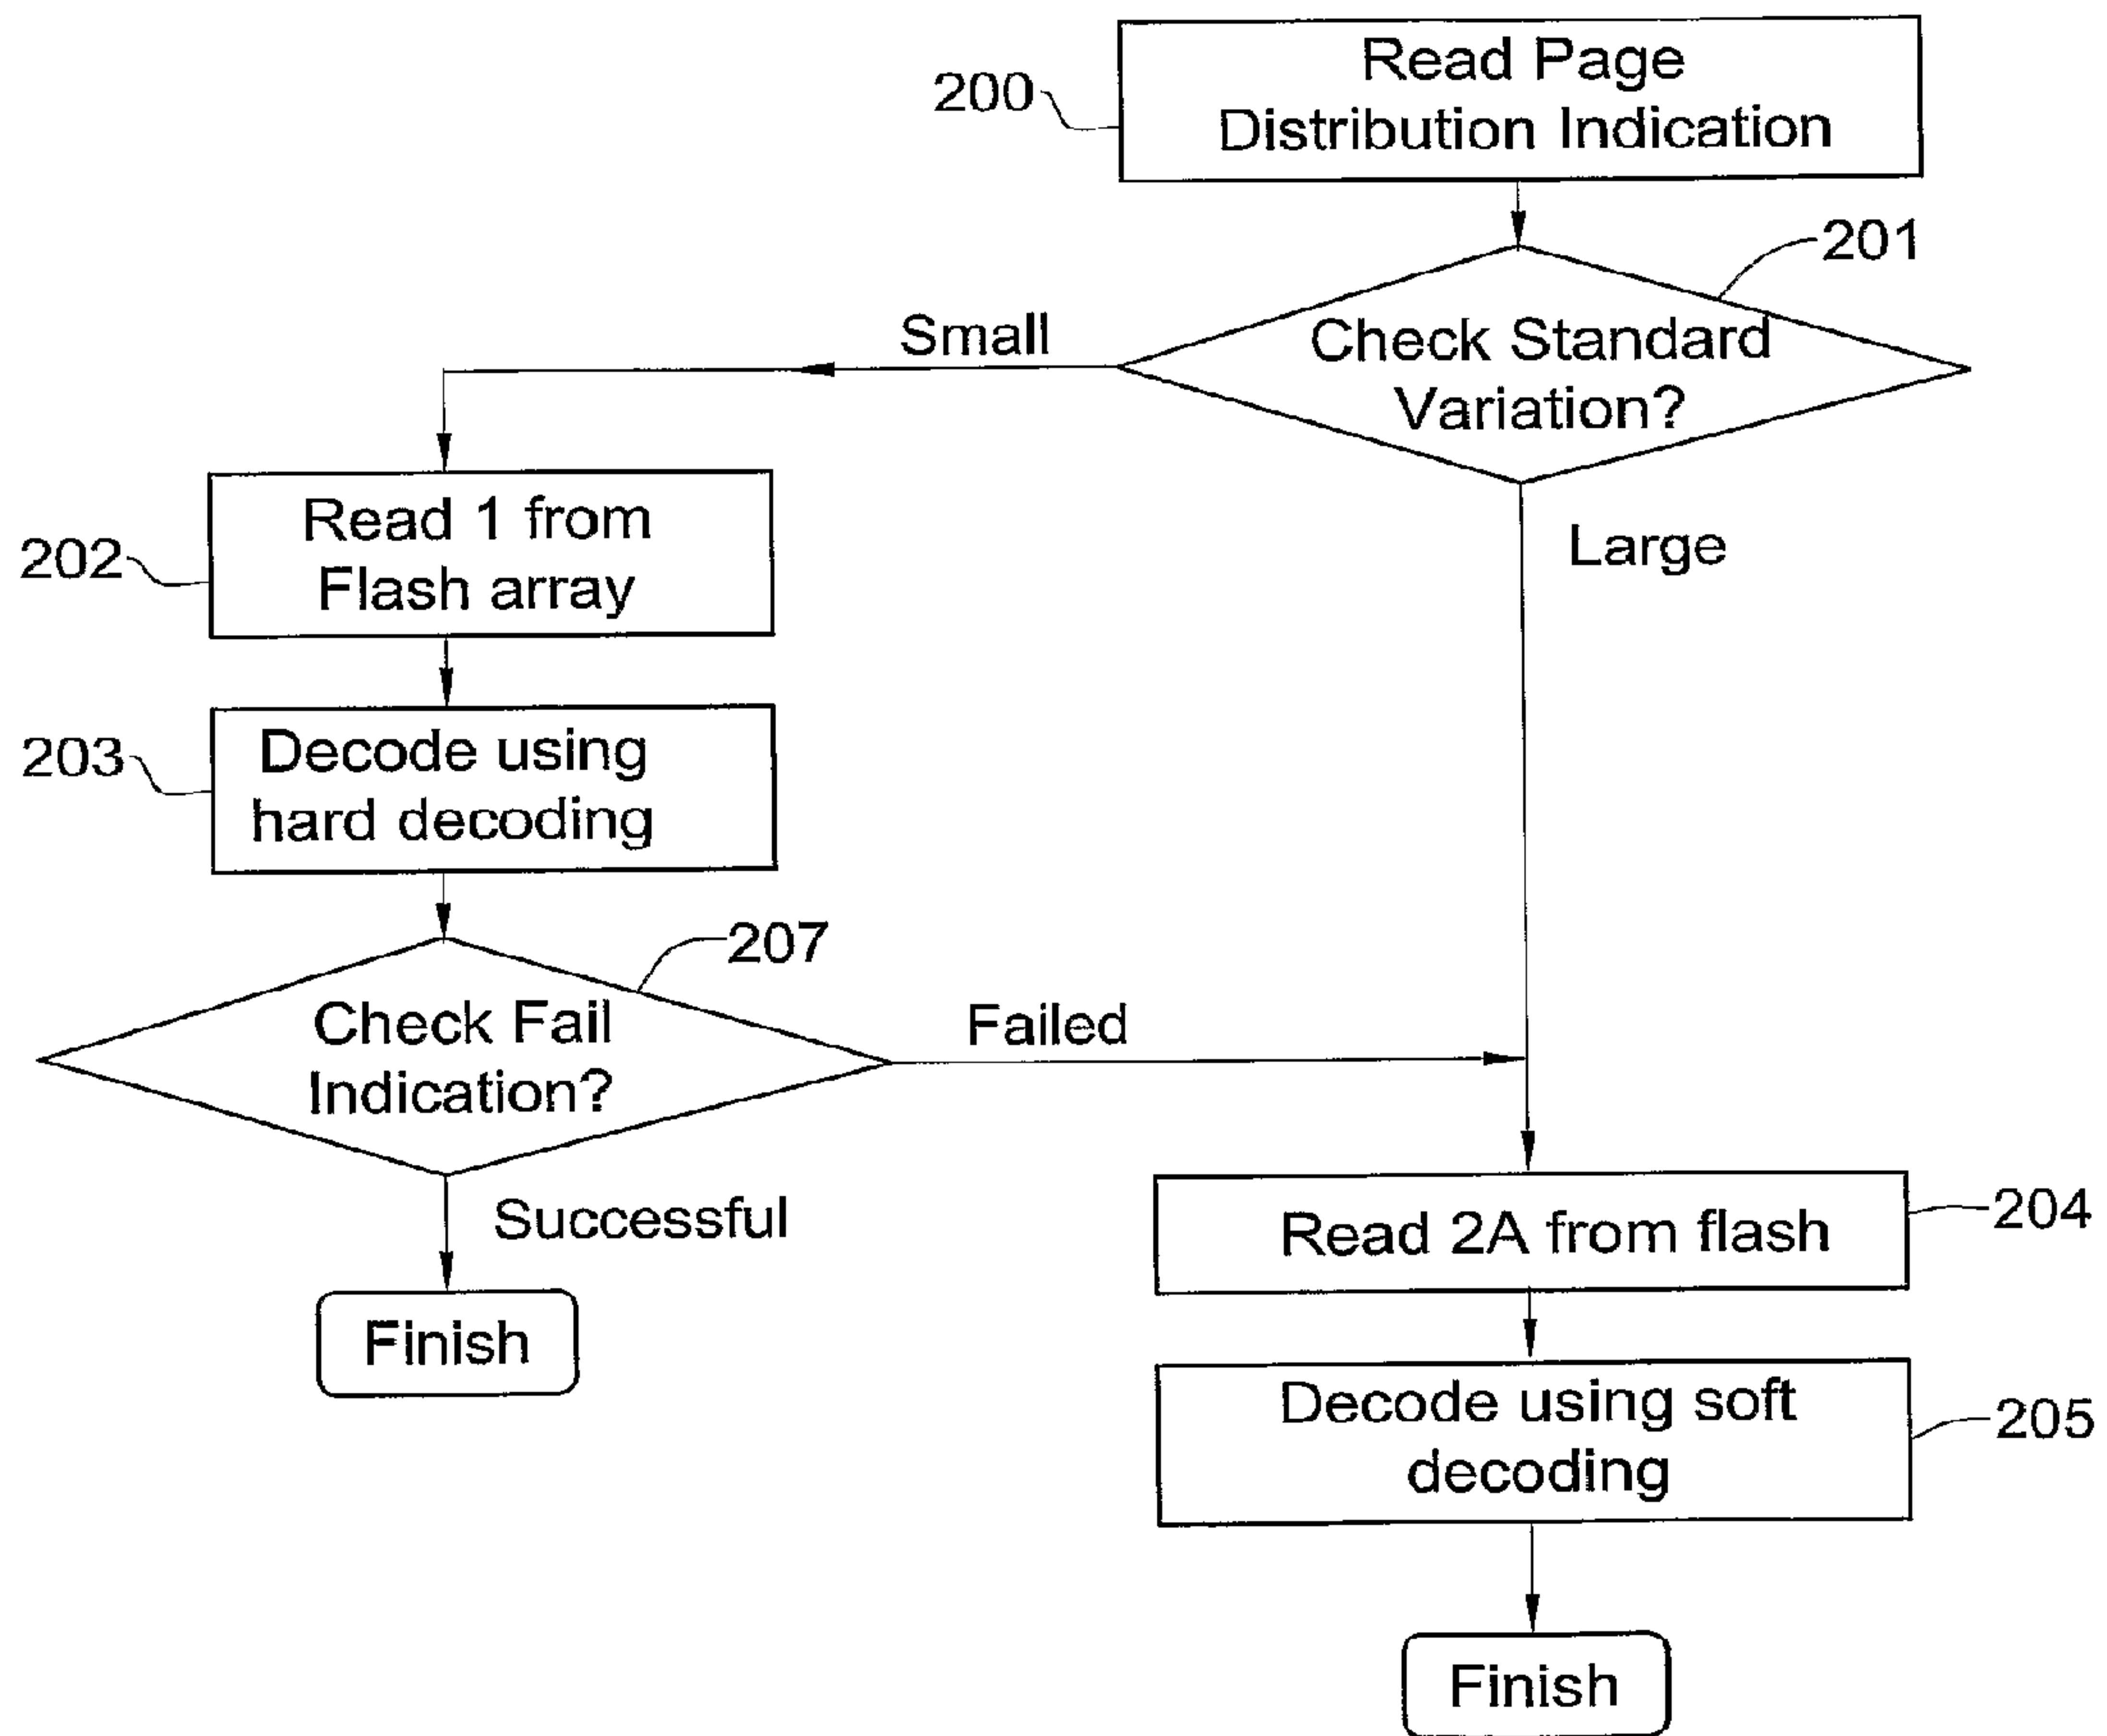 200
Read Page
Distribution Indication
201
Check Standard
Variation?
Small
Large
202
Read 1 from
Flash array
203
Decode using
hard decoding
207
Check Fail
Indication?
Failed
Successful
Finish
204
Read 2A from flash
205
Decode using soft
decoding
Finish